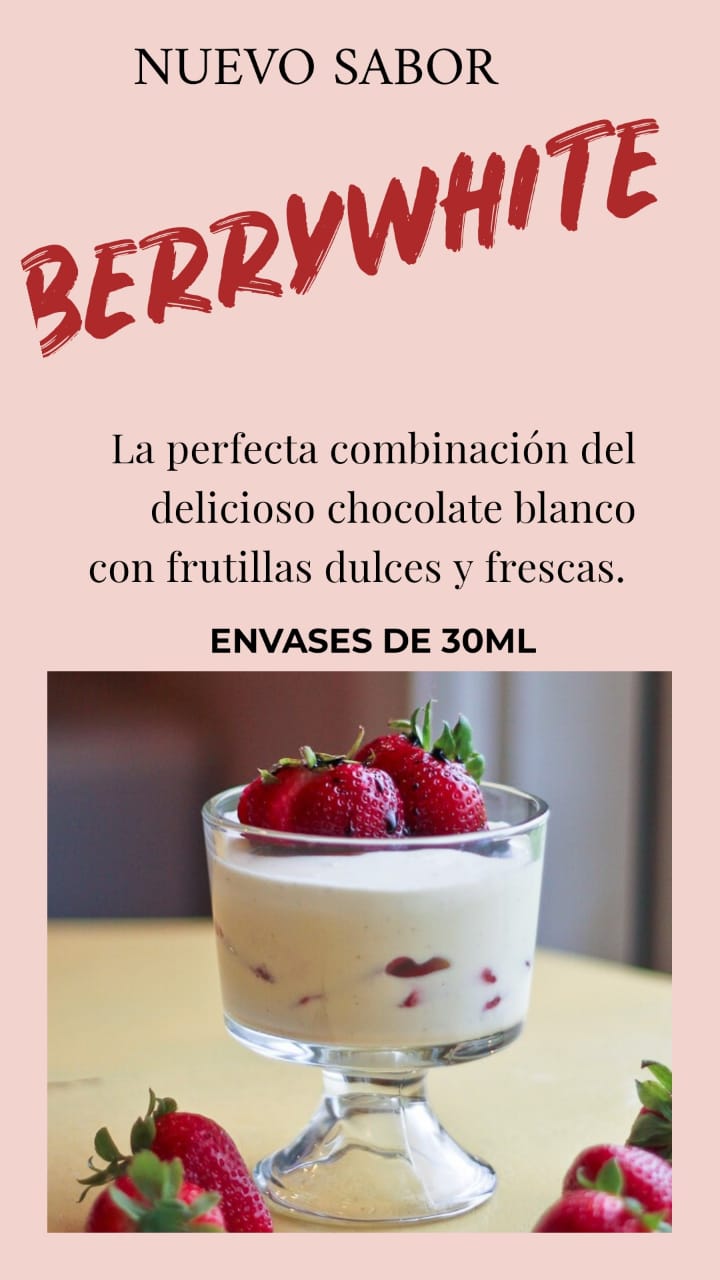 NUEVO SABOR
BERRYWHITE
La perfecta combinación del
delicioso chocolate blanco
con frutillas dulces y frescas.
ENVASES DE 30ML